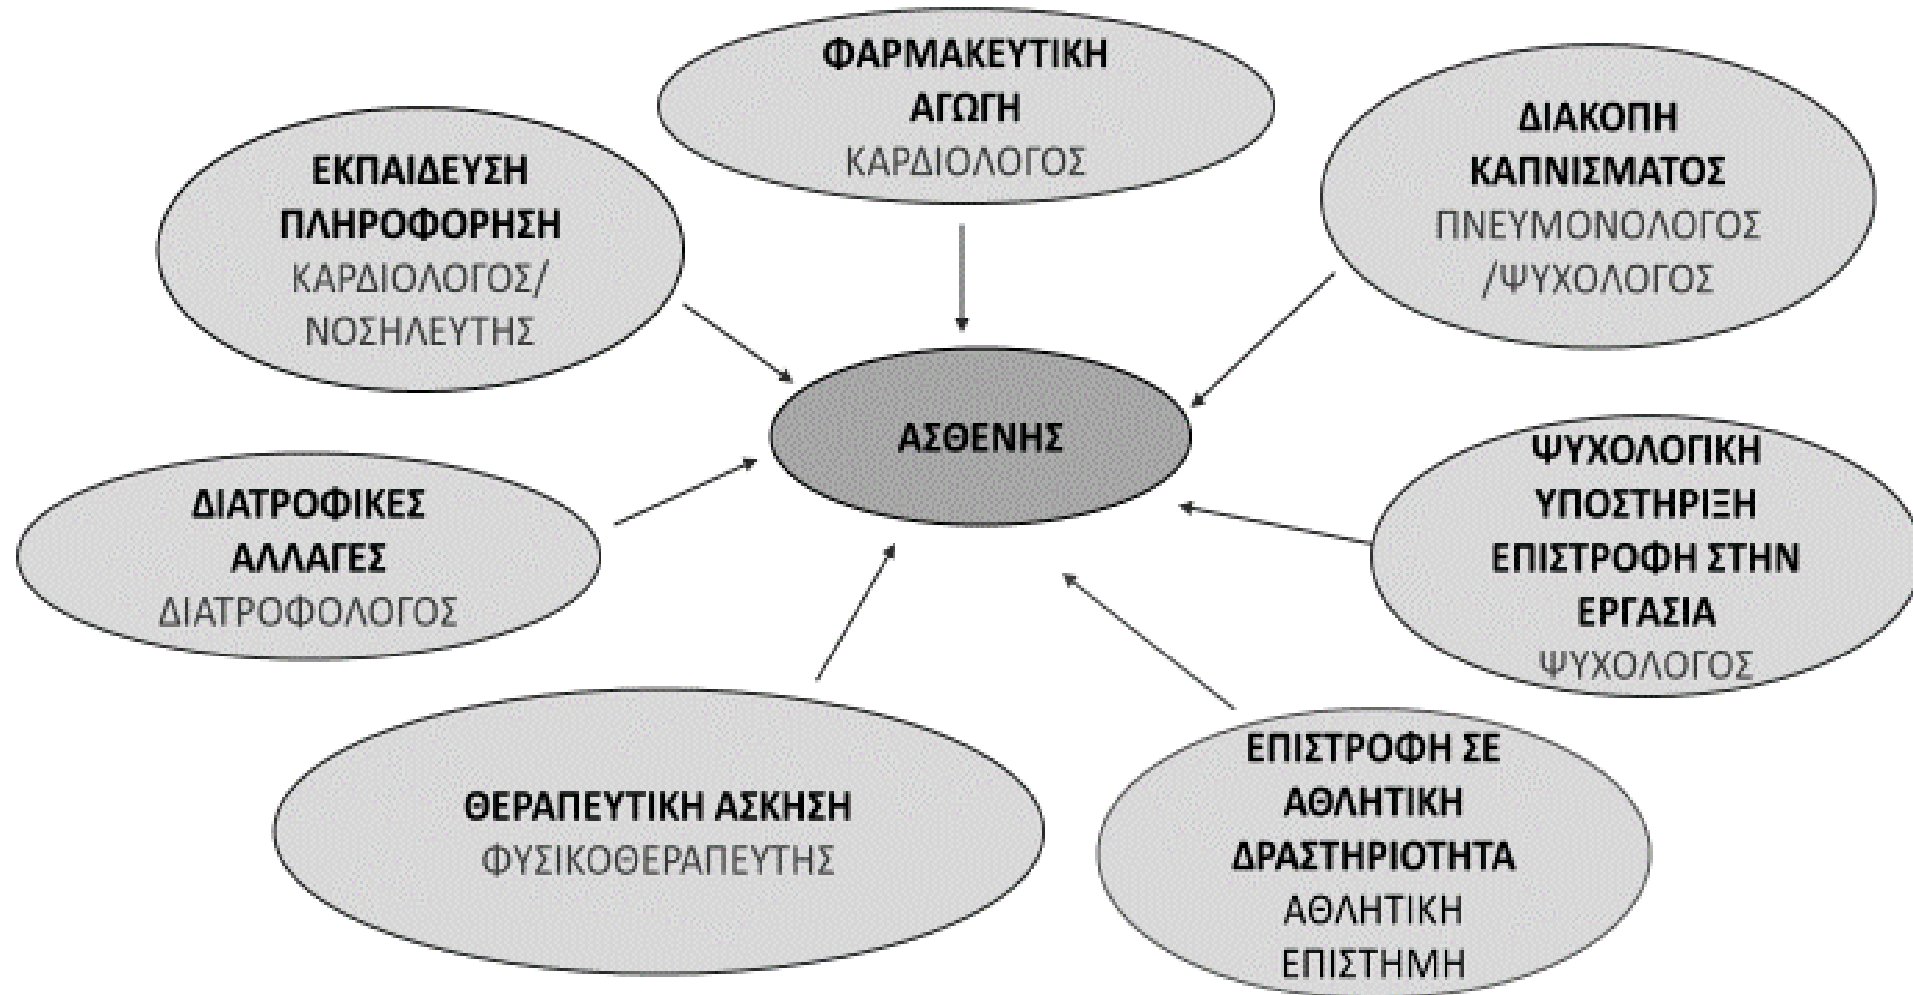 ΦΑΡΜΑΚΕΥΤΙΚΗ
ΑΓΩΓΗ
ΚΑΡΔΙΟΛΟΓΟΣ
ΕΚΠΑΙΔΕΥΣΗ
ΠΛΗΡΟΦΟΡΗΣΗ
ΚΑΡΔΙΟΛΟΓΟΣ/
ΝΟΣΗΛΕΥΤΗΣ
ΔΙΑΚΟΠΗ
ΚΑΠΝΙΣΜΑΤΟΣ
ΠΝΕΥΜΟΝΟΛΟΓΟΣ
/ΨΥΧΟΛΟΓΟΣ
ΑΣΘΕΝΗΣ
ΔΙΑΤΡΟΦΙΚΕΣ
ΑΛΛΑΓΕΣ
ΔΙΑΤΡΟΦΟΛΟΓΟΣ
ΨΥΧΟΛΟΓΙΚΗ
ΥΠΟΣΤΗΡΙΞΗ
ΕΠΙΣΤΡΟΦΗ ΣΤΗΝ
ΕΡΓΑΣΙΑ
ΨΥΧΟΛΟΓΟΣ
ΘΕΡΑΠΕΥΤΙΚΗ ΑΣΚΗΣΗ
ΦΥΣΙΚΟΘΕΡΑΠΕΥΤΗΣ
ΕΠΙΣΤΡΟΦΗ ΣΕ
ΑΘΛΗΤΙΚΗ
ΔΡΑΣΤΗΡΙΟΤΗΤΑ
ΑΘΛΗΤΙΚΗ
ΕΠΙΣΤΗΜΗ